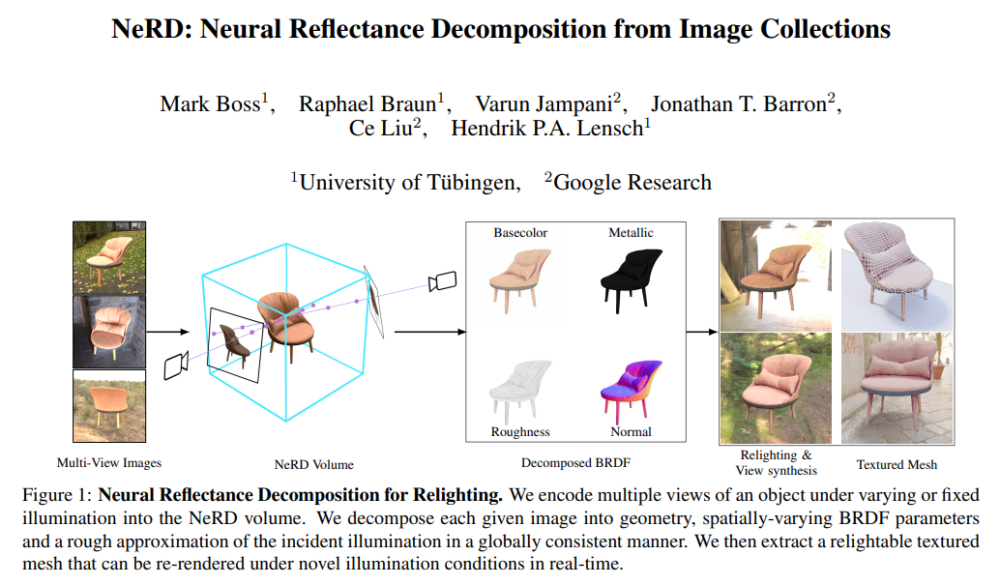 NeRD: Neural Reflectance Decomposition from Image Collections
Mark Boss1, Raphael Braun1, Varun Jampani2, Jonathan T. Barron2,
Ce Liu2, Hendrik P.A. Lensch1
1University of Tübingen, 2Google Research
Basecolor
Metallic
Roughness
Normal
Multi-View Images
NeRD Volume
Decomposed BRDF
Relighting &
View synthesis
Textured Mesh
Figure 1: Neural Reflectance Decomposition for Relighting. We encode multiple views of an object under varying or fixed
illumination into the NeRD volume. We decompose each given image into geometry, spatially-varying BRDF parameters
and a rough approximation of the incident illumination in a globally consistent manner. We then extract a relightable textured
mesh that can be re-rendered under novel illumination conditions in real-time.